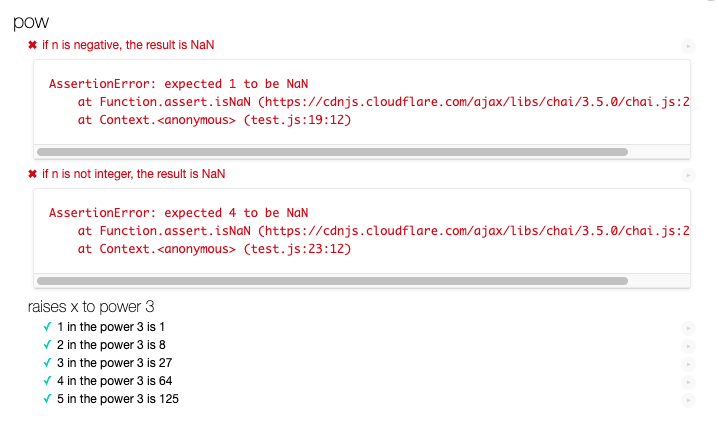 pow
✖ if n is negative, the result is NaN
AssertionError: expected 1 to be NaN
at Function.assert.isNaN (https://cdnjs.cloudflare.com/ajax/libs/chai/3.5.0/chai.js:2
at Context.<anonymous> (test.js:19:12)
✖ if n is not integer, the result is NaN
AssertionError: expected 4 to be NaN
at Function.assert.isNaN (https://cdnjs.cloudflare.com/ajax/libs/chai/3.5.0/chai.js:2
at Context.<anonymous> (test.js:23:12)
raises x to power 3
✓ 1 in the power 3 is 1
✓ 2 in the power 3 is 8
✓ 3 in the power 3 is 27
✓ 4 in the power 3 is 64
✓ 5 in the power 3 is 125